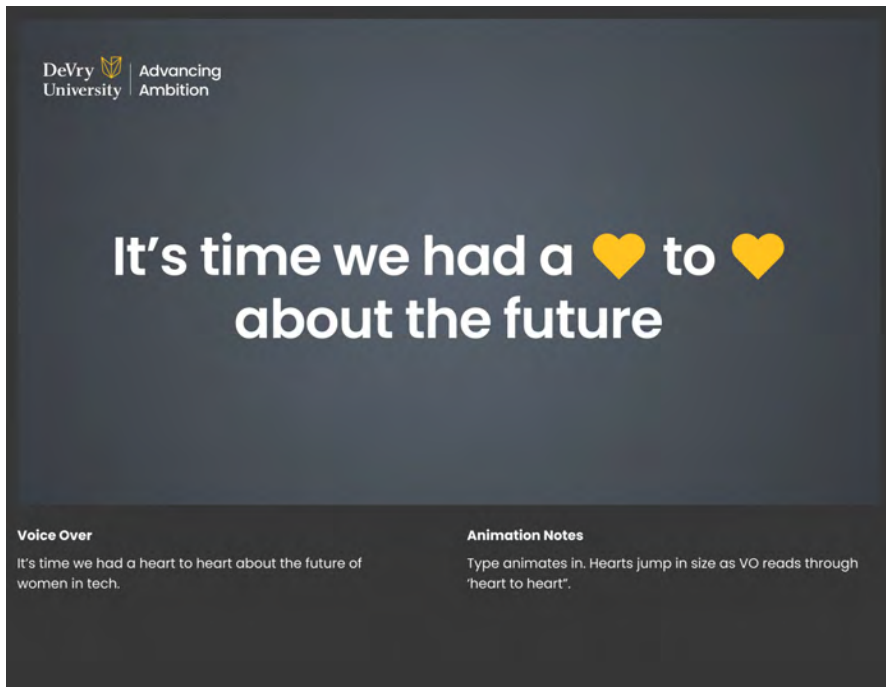 DeVry
University
Advancing
Ambition
It’s time we had a 💛 to 💛
about the future
Voice Over
It’s time we had a heart to heart about the future of
women in tech.
Animation Notes
Type animates in. Hearts jump in size as VO reads through
‘heart to heart”.